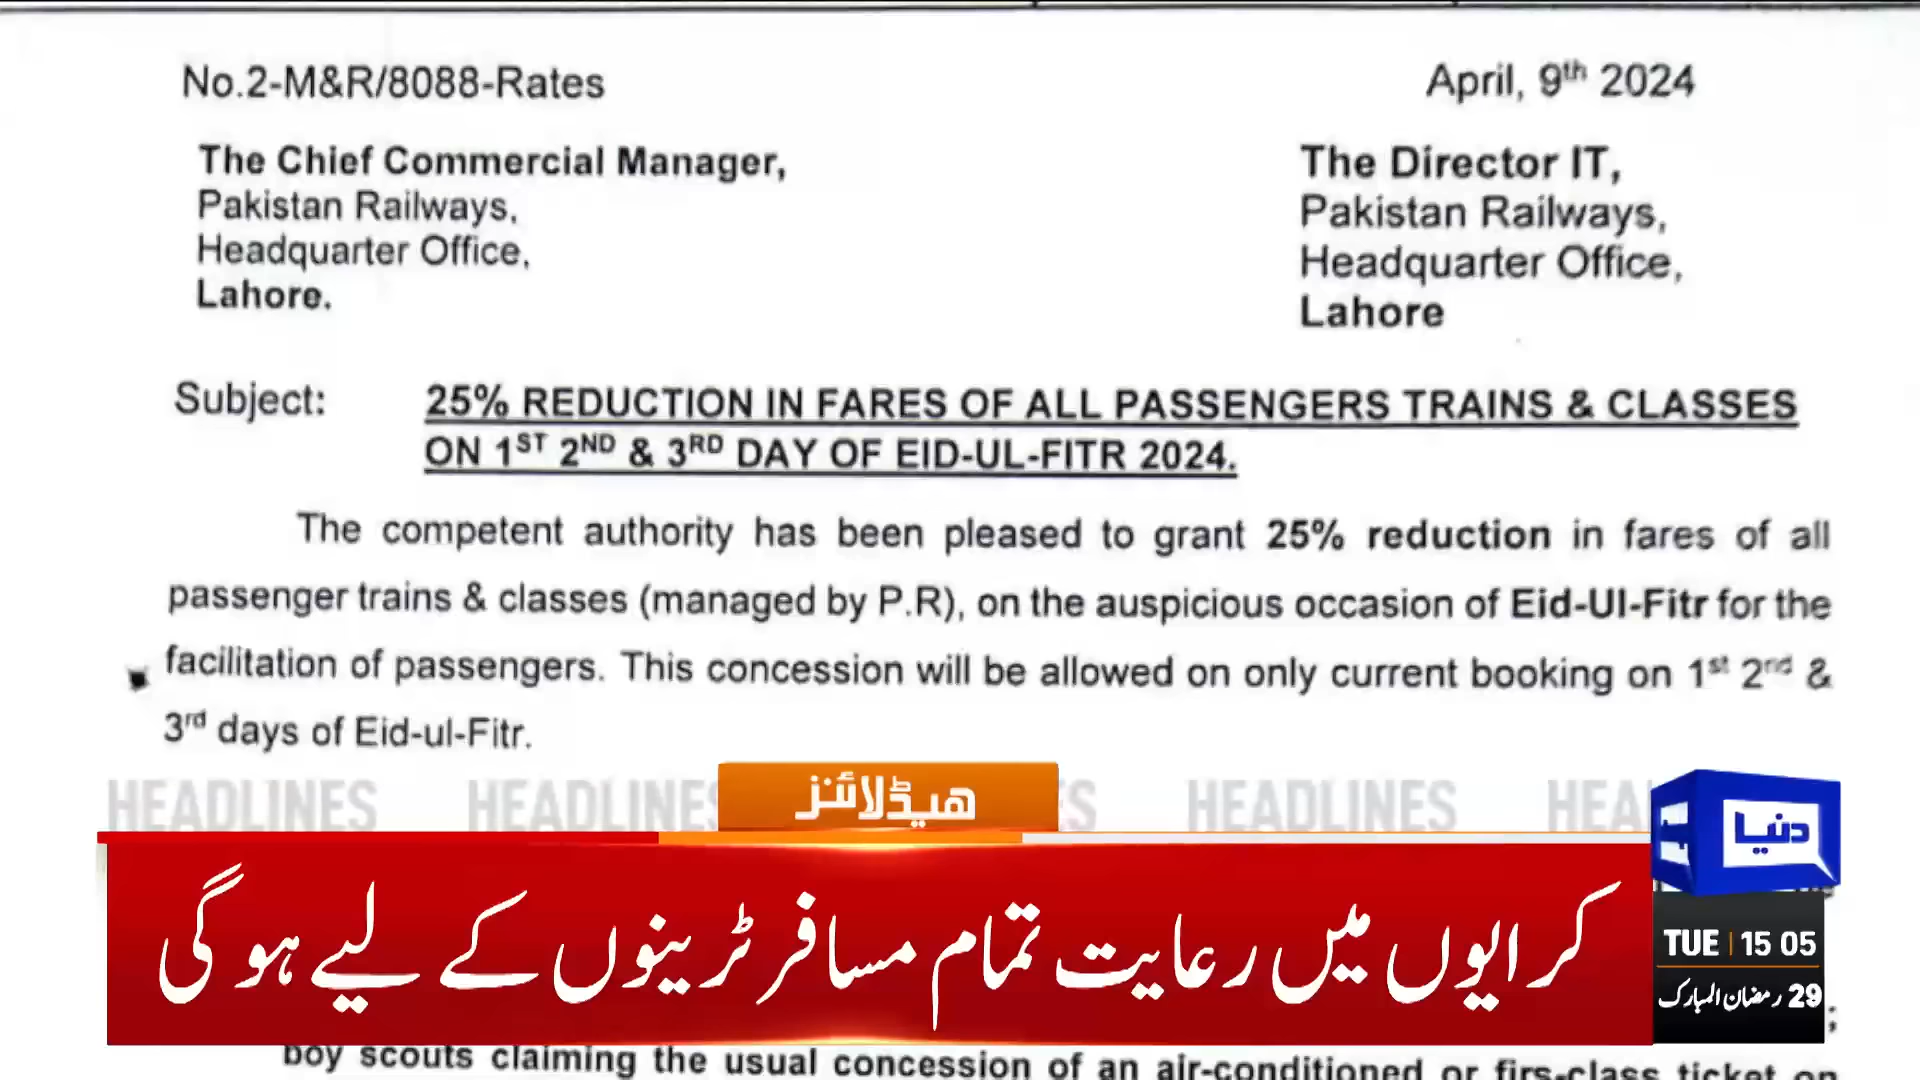 No.2-M&R/8088-Rates
April, 9th 2024
The Chief Commercial Manager,
Pakistan Railways,
Headquarter Office,
Lahore.
The Director IT,
Pakistan Railways,
Headquarter Office,
Lahore
Subject: 25% REDUCTION IN FARES OF ALL PASSENGERS TRAINS & CLASSES
ON 1ST 2ND & 3RD DAY OF EID-UL-FITR 2024.
The competent authority has been pleased to grant 25% reduction in fares of all
passenger trains & classes (managed by P.R), on the auspicious occasion of Eid-Ul-Fitr for the
facilitation of passengers. This concession will be allowed on only current booking on 1st 2nd &
3rd days of Eid-ul-Fitr.
HEADLINES HEADLINES HEADLINES
ہیڈلائنز
دنیا
کرایوں میں رعایت تمام مسافر ٹرینوں کے لیے ہو گی
TUE | 15 05
29 رمضان المبارک
boy scouts claiming the usual concession of an air-conditioned or firs-class ticket on